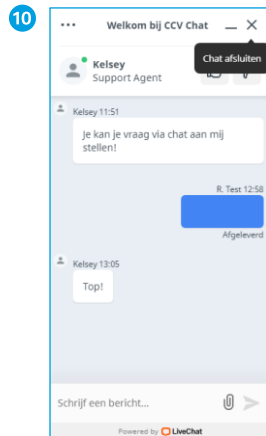 10
Welkom bij CCV Chat
Kelsey
Support Agent
Chat afsluiten
Kelsey 11:51
Je kan je vraag via chat aan mij
stellen!
R. Test 12:58
Afgeleverd
Kelsey 13:05
Top!
Schrijf een bericht...
Powered by LiveChat